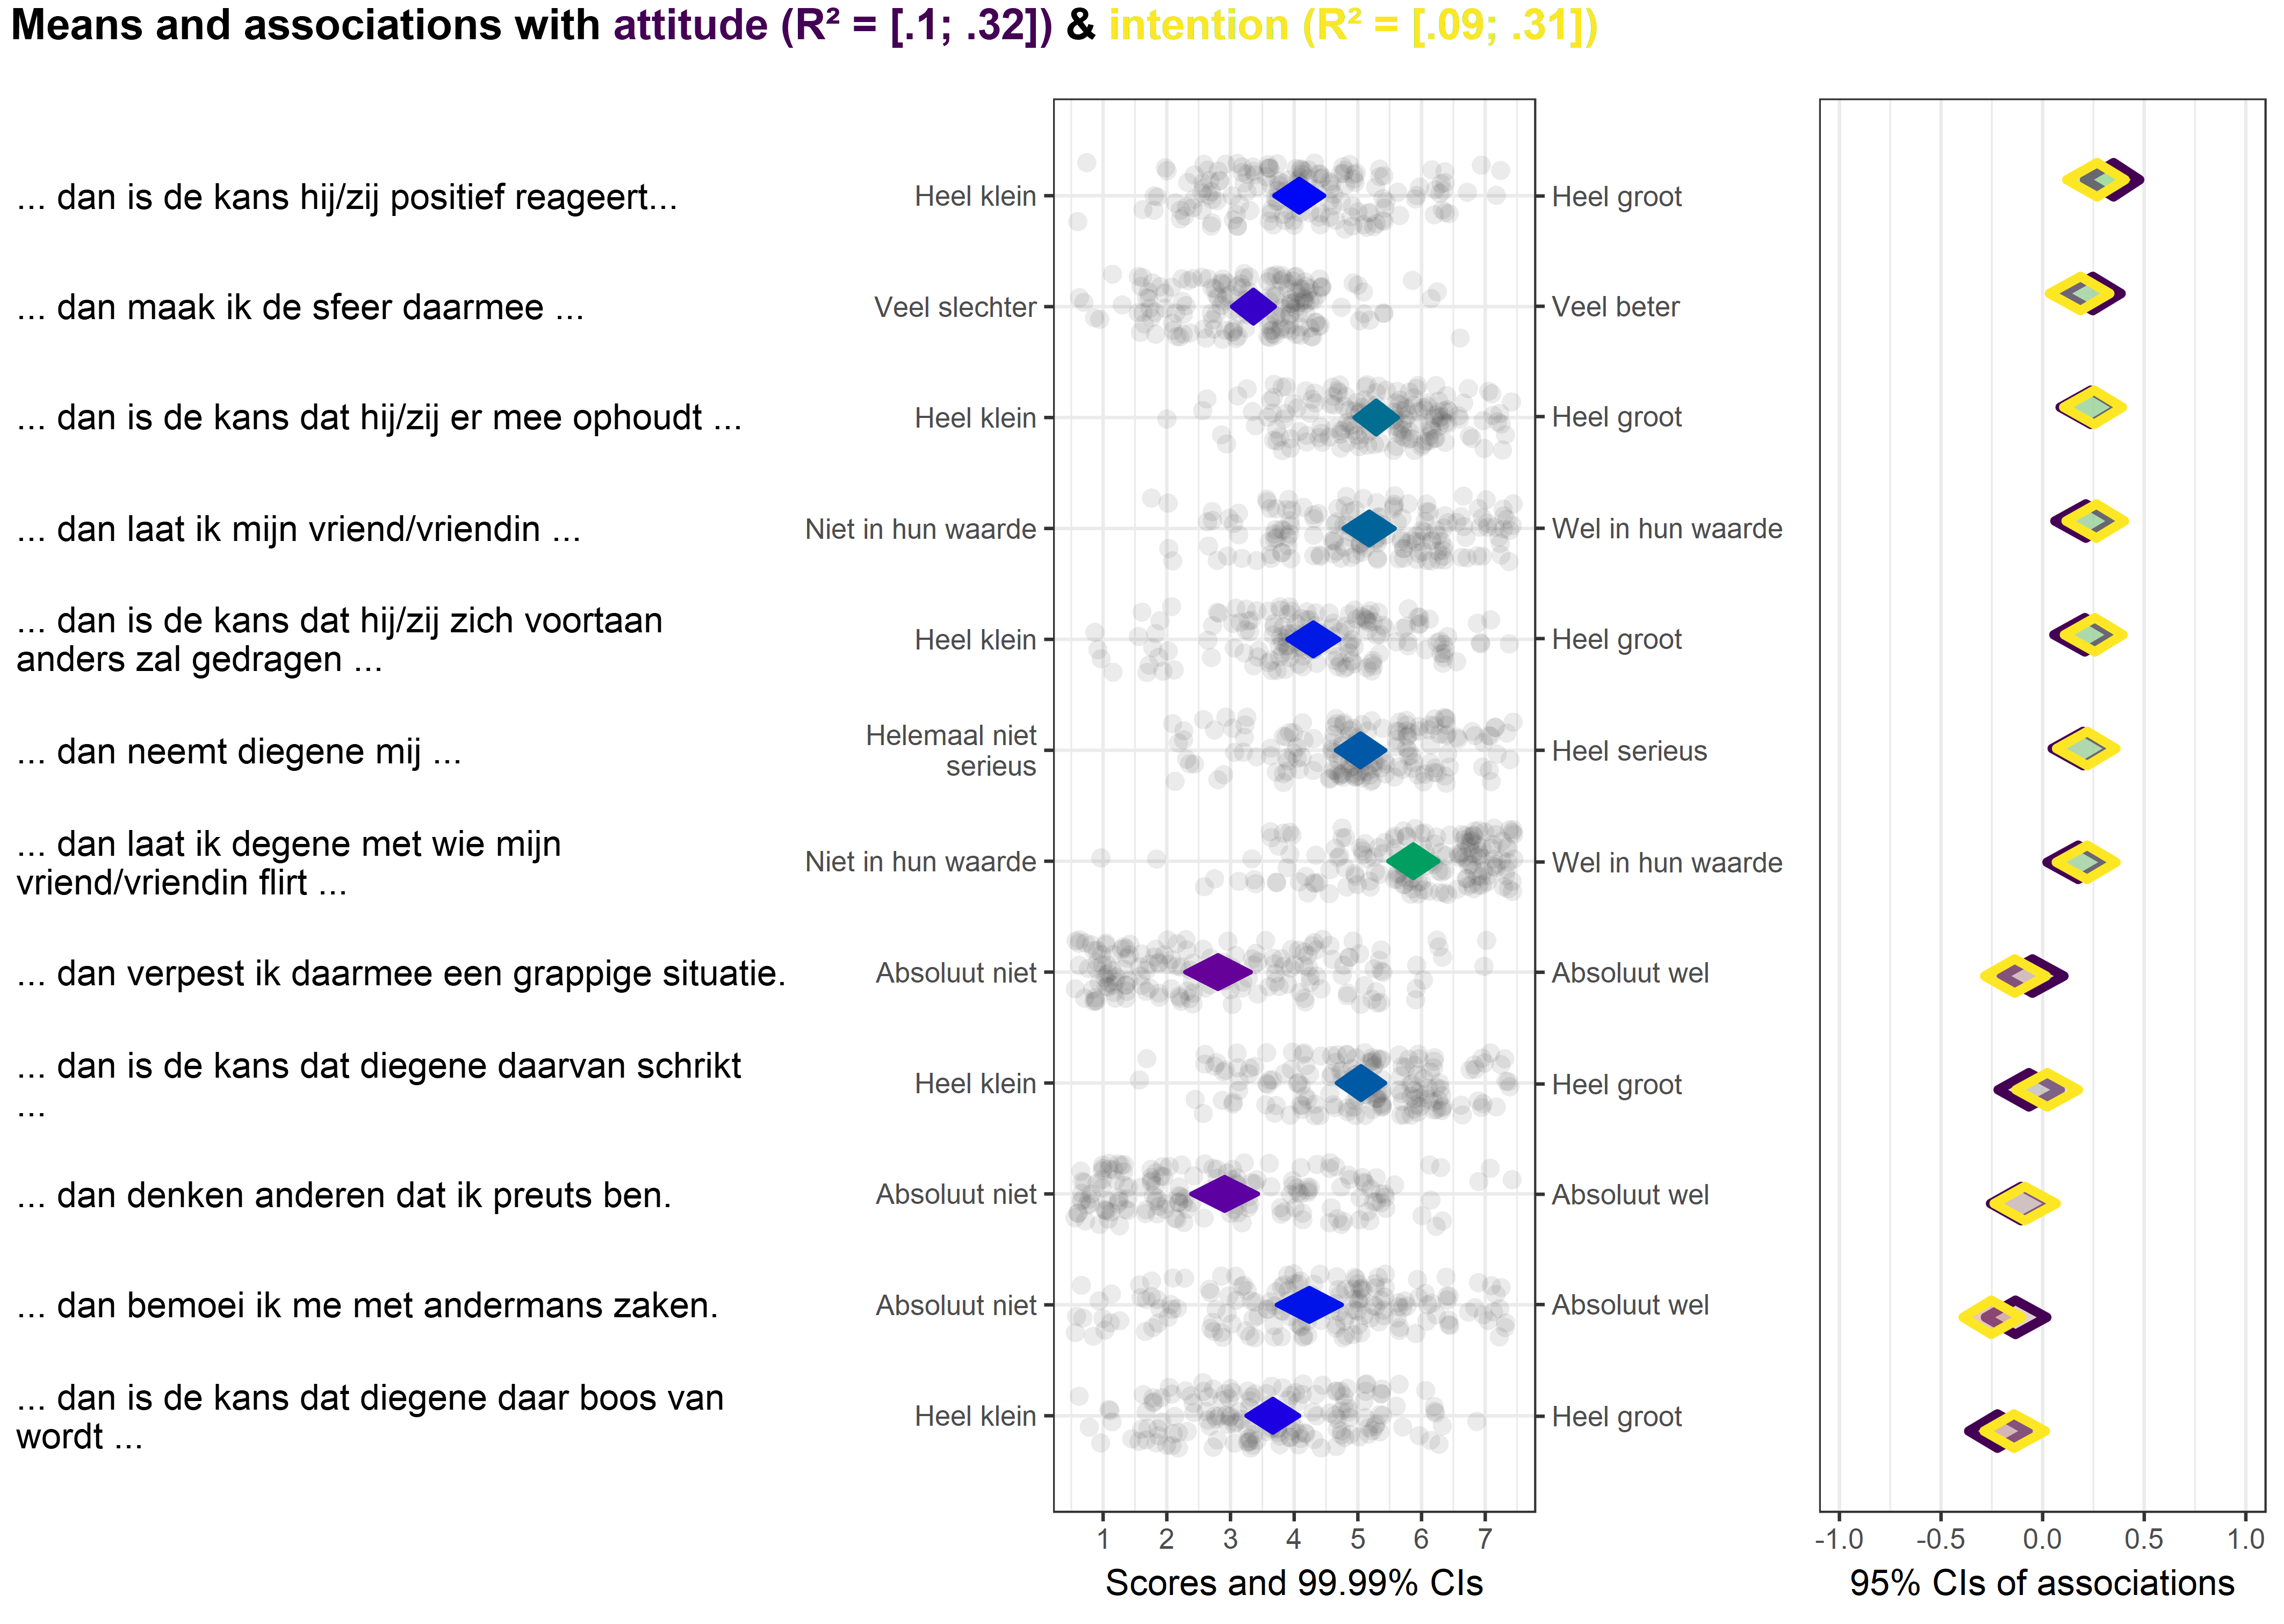 Means and associations with attitude (R² = [.1; .32]) & intention (R² = [.09; .31])
... dan is de kans hij/zij positief reageert...
Heel klein
Heel groot
... dan maak ik de sfeer daarmee ...
Veel slechter
Veel beter
... dan is de kans dat hij/zij er mee ophoudt ...
Heel klein
Heel groot
... dan laat ik mijn vriend/vriendin ...
Niet in hun waarde
Wel in hun waarde
... dan is de kans dat hij/zij zich voortaan
anders zal gedragen ...
Heel klein
Heel groot
... dan neemt diegene mij ...
Helemaal niet
serieus
Heel serieus
... dan laat ik degene met wie mijn
vriend/vriendin flirt ...
Niet in hun waarde
Wel in hun waarde
... dan verpest ik daarmee een grappige situatie.
Absoluut niet
Absoluut wel
... dan is de kans dat diegene daarvan schrikt
...
Heel klein
Heel groot
... dan denken anderen dat ik preuts ben.
Absoluut niet
Absoluut wel
... dan bemoei ik me met andermans zaken.
Absoluut niet
Absoluut wel
... dan is de kans dat diegene daar boos van
wordt ...
Heel klein
Heel groot
1 2 3 4 5 6 7
Scores and 99.99% CIs
-1.0 -0.5 0.0 0.5 1.0
95% CIs of associations